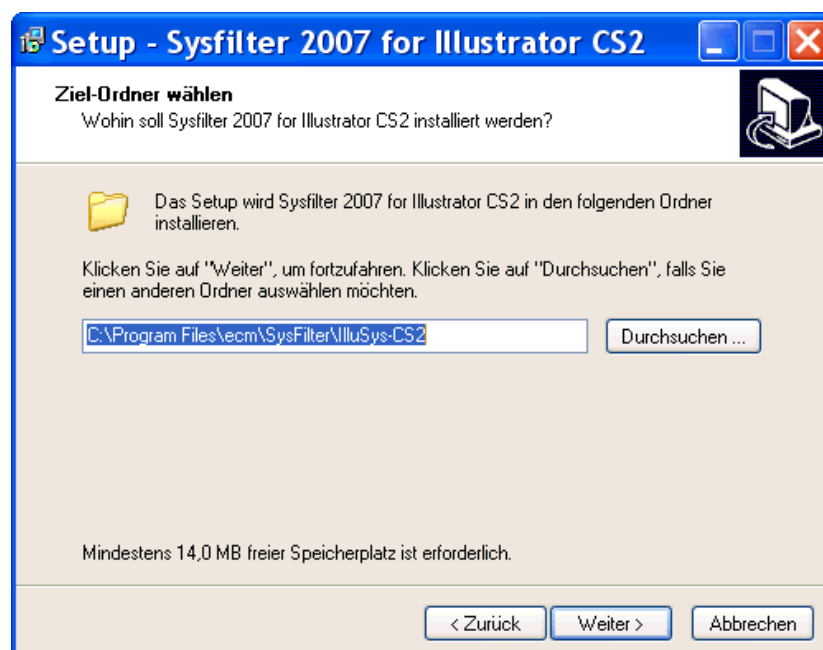 Setup - Sysfilter 2007 for Illustrator CS2
Ziel-Ordner wählen
Wohin soll Sysfilter 2007 for Illustrator CS2 installiert werden?
Das Setup wird Sysfilter 2007 for Illustrator CS2 in den folgenden Ordner
installieren.
Klicken Sie auf "Weiter", um fortzufahren. Klicken Sie auf "Durchsuchen", falls Sie
einen anderen Ordner auswählen möchten.
C:\Program Files\ecm\SysFilter\IlluSys-CS2
Durchsuchen ...
Mindestens 14,0 MB freier Speicherplatz ist erforderlich.
< Zurück
Weiter >
Abbrechen